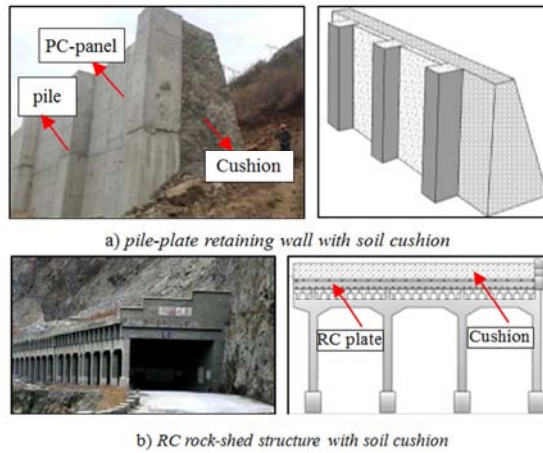 PC-panel
pile
Cushion
a) pile-plate retaining wall with soil cushion
RC plate
Cushion
b) RC rock-shed structure with soil cushion